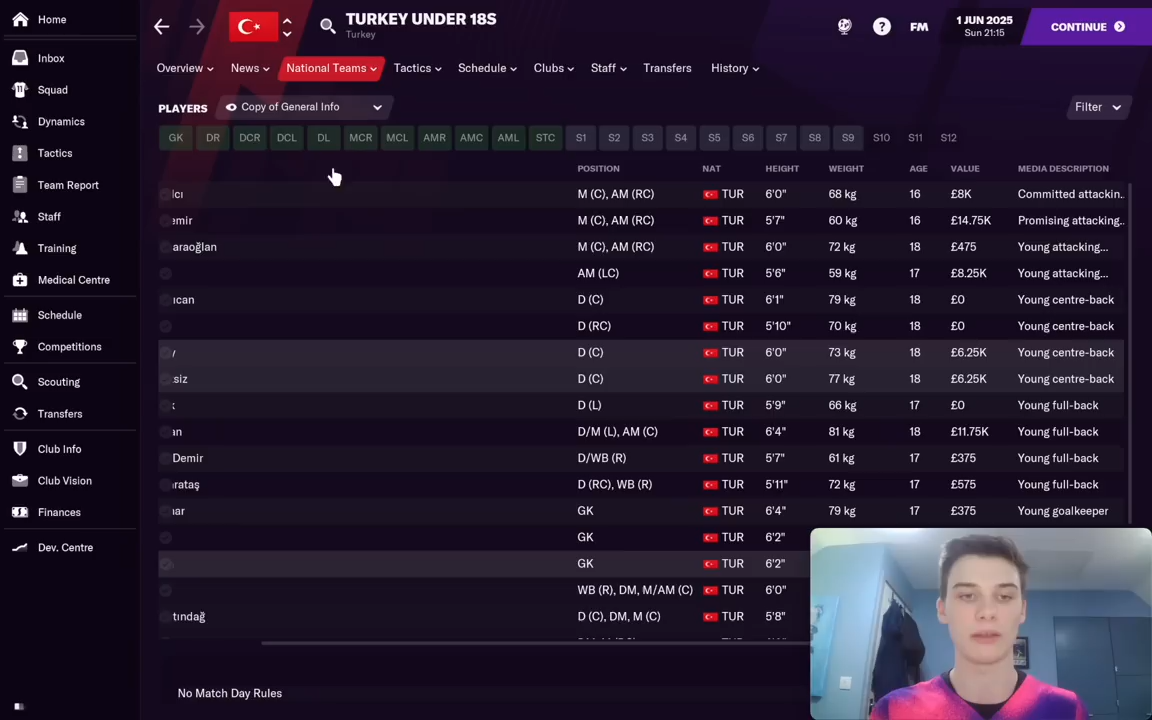 Home
TURKEY UNDER 18S
Turkey
FM
1 JUN 2025
Sun 21:15
CONTINUE
Inbox
Squad
Dynamics
Tactics
Team Report
Staff
Training
Medical Centre
Schedule
Competitions
Scouting
Transfers
Club Info
Club Vision
Finances
Dev. Centre
Overview News National Teams Tactics Schedule Clubs Staff Transfers History
PLAYERS Copy of General Info Filter
GK DR DCR DCL DL MCR MCL AMR AMC AML STC S1 S2 S3 S4 S5 S6 S7 S8 S9 S10 S11 S12
POSITION NAT HEIGHT WEIGHT AGE VALUE MEDIA DESCRIPTION
lcı M (C), AM (RC) TUR 6'0" 68 kg 16 £8K Committed attackin..
emir M (C), AM (RC) TUR 5'7" 60 kg 16 £14.75K Promising attacking..
araoğlan M (C), AM (RC) TUR 6'0" 72 kg 18 £475 Young attacking...
AM (LC) TUR 5'6" 59 kg 17 £8.25K Young attacking...
ıcan D (C) TUR 6'1" 79 kg 18 £0 Young centre-back
D (RC) TUR 5'10" 70 kg 18 £0 Young centre-back
y D (C) TUR 6'0" 73 kg 18 £6.25K Young centre-back
siz D (C) TUR 6'0" 77 kg 18 £6.25K Young centre-back
k D (L) TUR 5'9" 66 kg 17 £0 Young full-back
an D/M (L), AM (C) TUR 6'4" 81 kg 18 £11.75K Young full-back
Demir D/WB (R) TUR 5'7" 61 kg 17 £375 Young full-back
arataş D (RC), WB (R) TUR 5'11" 72 kg 17 £575 Young full-back
nar GK TUR 6'4" 79 kg 17 £375 Young goalkeeper
GK TUR 6'2"
GK TUR 6'2"
WB (R), DM, M/AM (C) TUR 6'0"
tındağ D (C), DM, M (C) TUR 5'8"
No Match Day Rules